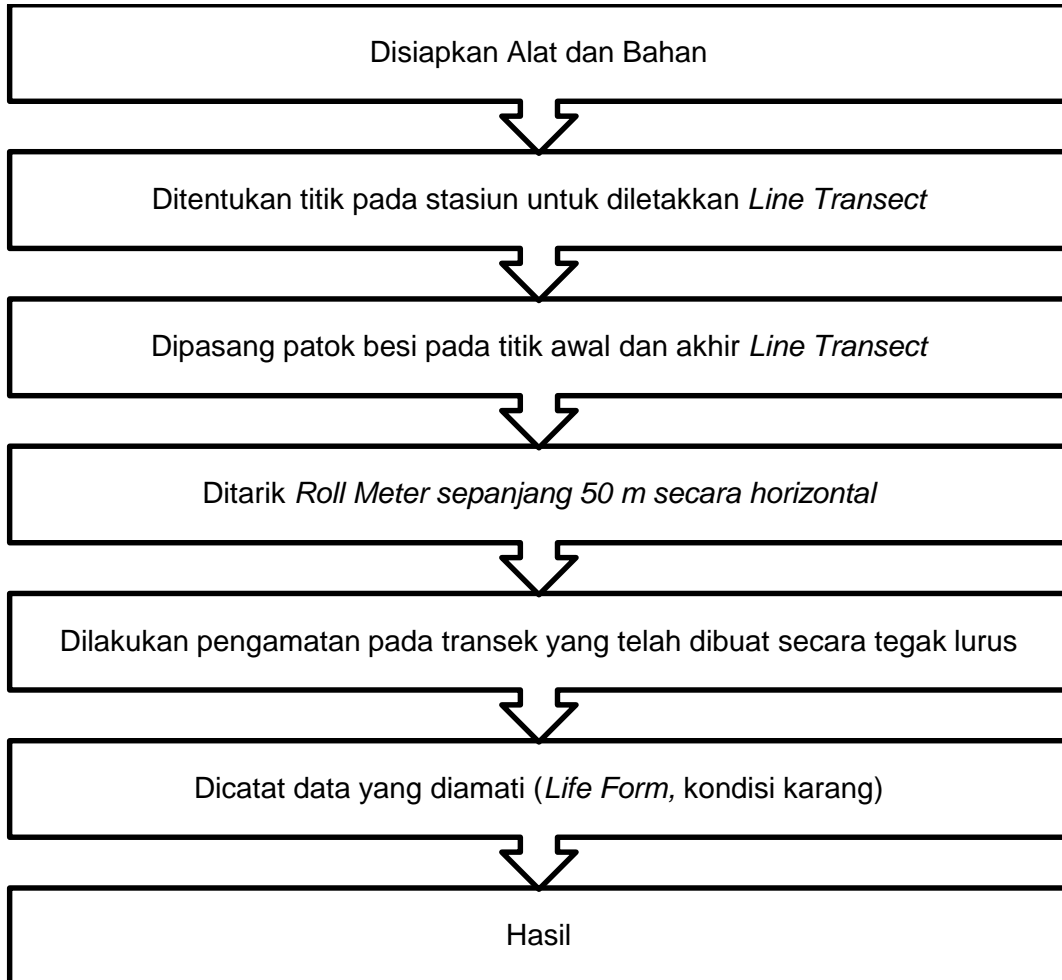 Disiapkan Alat dan Bahan
Ditentukan titik pada stasiun untuk diletakkan Line Transect
Dipasang patok besi pada titik awal dan akhir Line Transect
Ditarik Roll Meter sepanjang 50 m secara horizontal
Dilakukan pengamatan pada transek yang telah dibuat secara tegak lurus
Dicatat data yang diamati (Life Form, kondisi karang)
Hasil